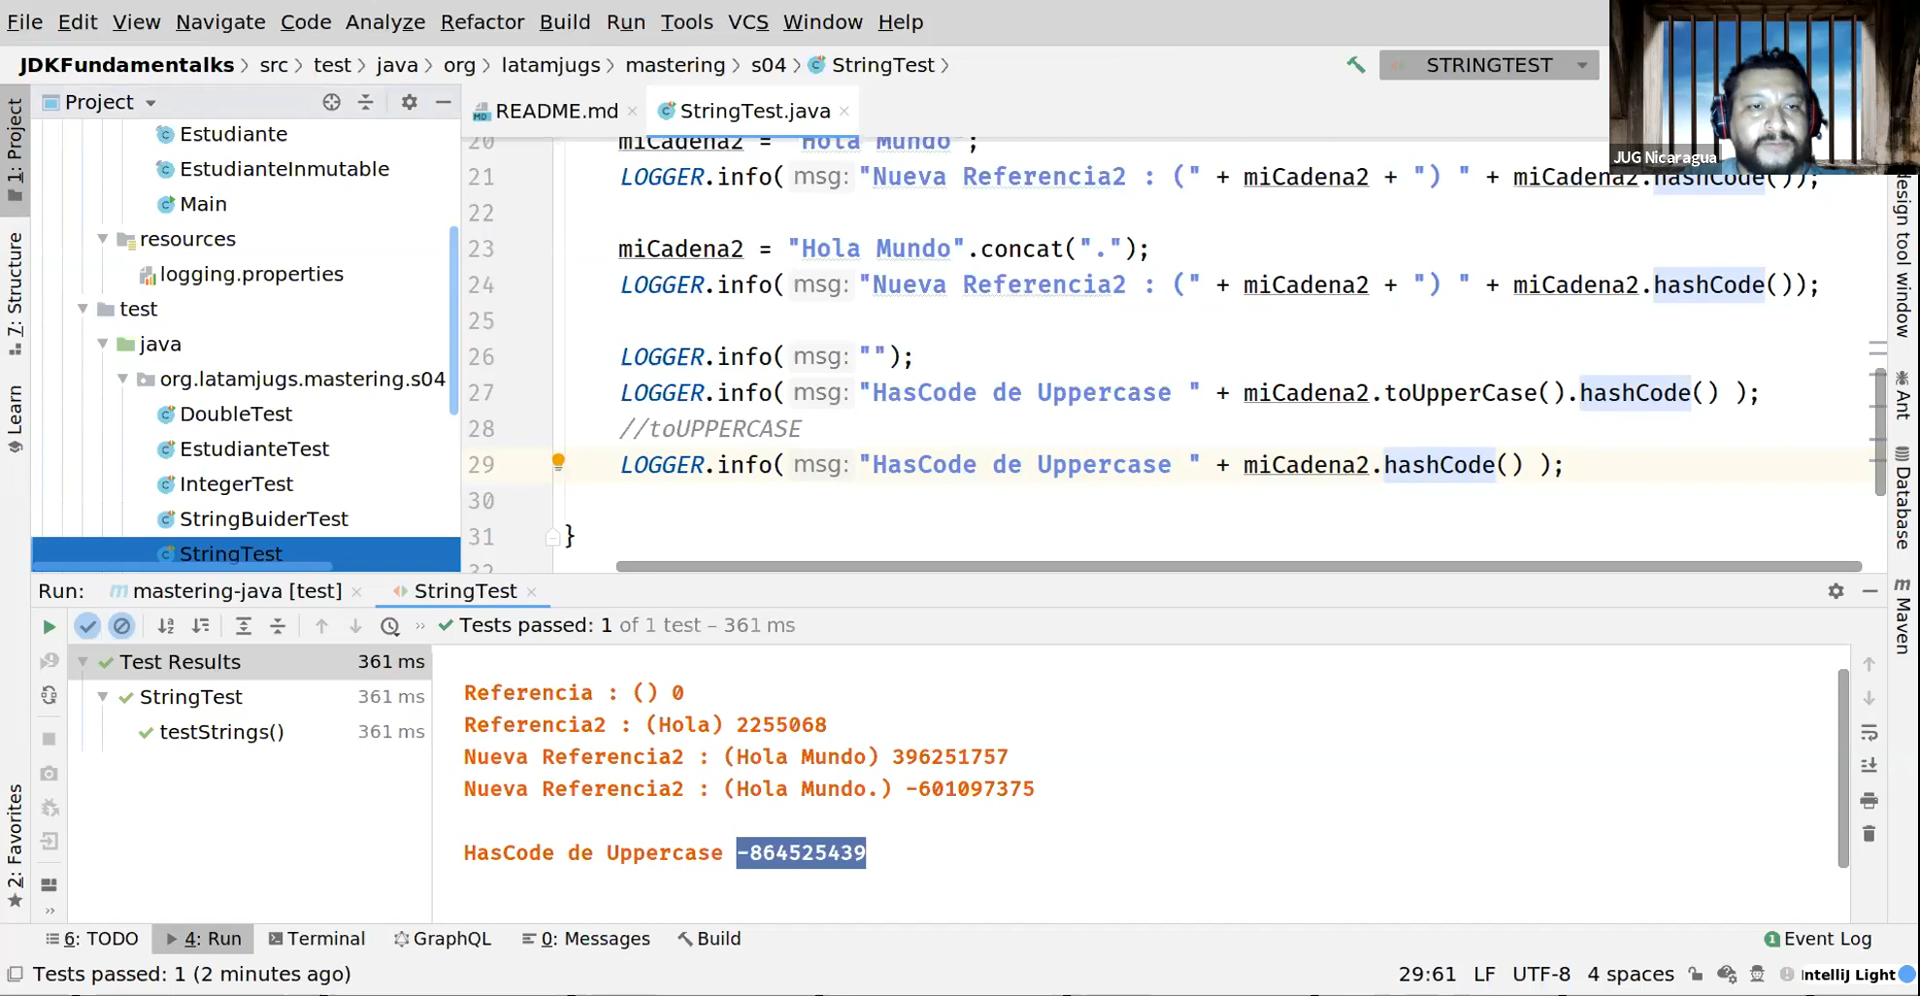 File Edit View Navigate Code Analyze Refactor Build Run Tools VCS Window Help
JDKFundamentalks > src > test > java > org > latamjugs > mastering > s04 > StringTest >
STRINGTEST
JUG Nicaragua
1: Project
7: Structure
Learn
2: Favorites
Project
Estudiante
EstudianteInmutable
Main
resources
logging.properties
test
java
org.latamjugs.mastering.s04
DoubleTest
EstudianteTest
IntegerTest
StringBuiderTest
StringTest
README.md
StringTest.java
20 miCadena2 = "Hola Mundo";
21 LOGGER.info( msg: "Nueva Referencia2 : (" + miCadena2 + ") " + miCadena2.hashCode());
22
23 miCadena2 = "Hola Mundo".concat(".");
24 LOGGER.info( msg: "Nueva Referencia2 : (" + miCadena2 + ") " + miCadena2.hashCode());
25
26 LOGGER.info( msg: "");
27 LOGGER.info( msg: "HasCode de Uppercase " + miCadena2.toUpperCase().hashCode() );
28 //toUPPERCASE
29 LOGGER.info( msg: "HasCode de Uppercase " + miCadena2.hashCode() );
30
31 }
design tool window
Ant
Database
Maven
Run: mastering-java [test] StringTest
Tests passed: 1 of 1 test – 361 ms
Test Results 361 ms
StringTest 361 ms
testStrings() 361 ms
Referencia : () 0
Referencia2 : (Hola) 2255068
Nueva Referencia2 : (Hola Mundo) 396251757
Nueva Referencia2 : (Hola Mundo.) -601097375
HasCode de Uppercase -864525439
6: TODO 4: Run Terminal GraphQL 0: Messages Build 1 Event Log
Tests passed: 1 (2 minutes ago) 29:61 LF UTF-8 4 spaces IntelliJ Light